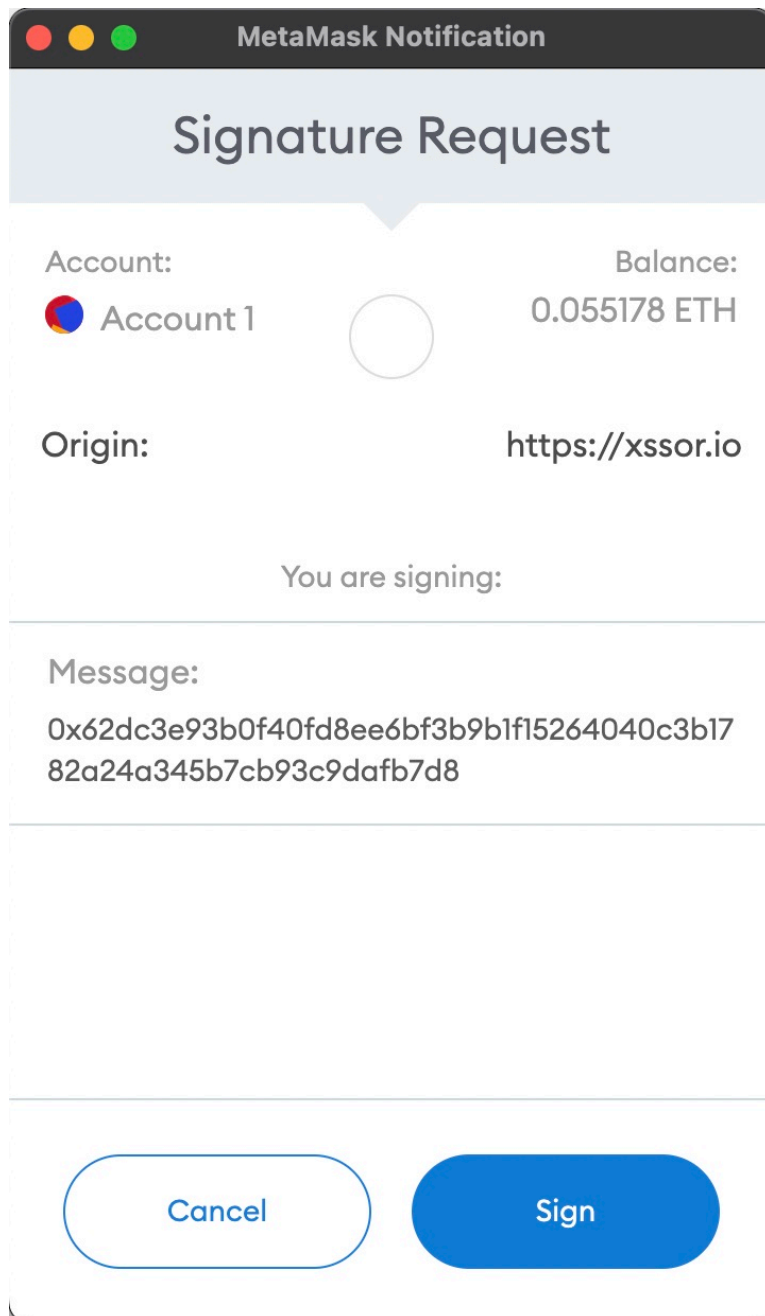 MetaMask Notification
Signature Request
Account:
Balance:
Account 1
0.055178 ETH
Origin:
https://xssor.io
You are signing:
Message:
0x62dc3e93b0f40fd8ee6bf3b9b1f15264040c3b17
82a24a345b7cb93c9dafb7d8
Cancel
Sign